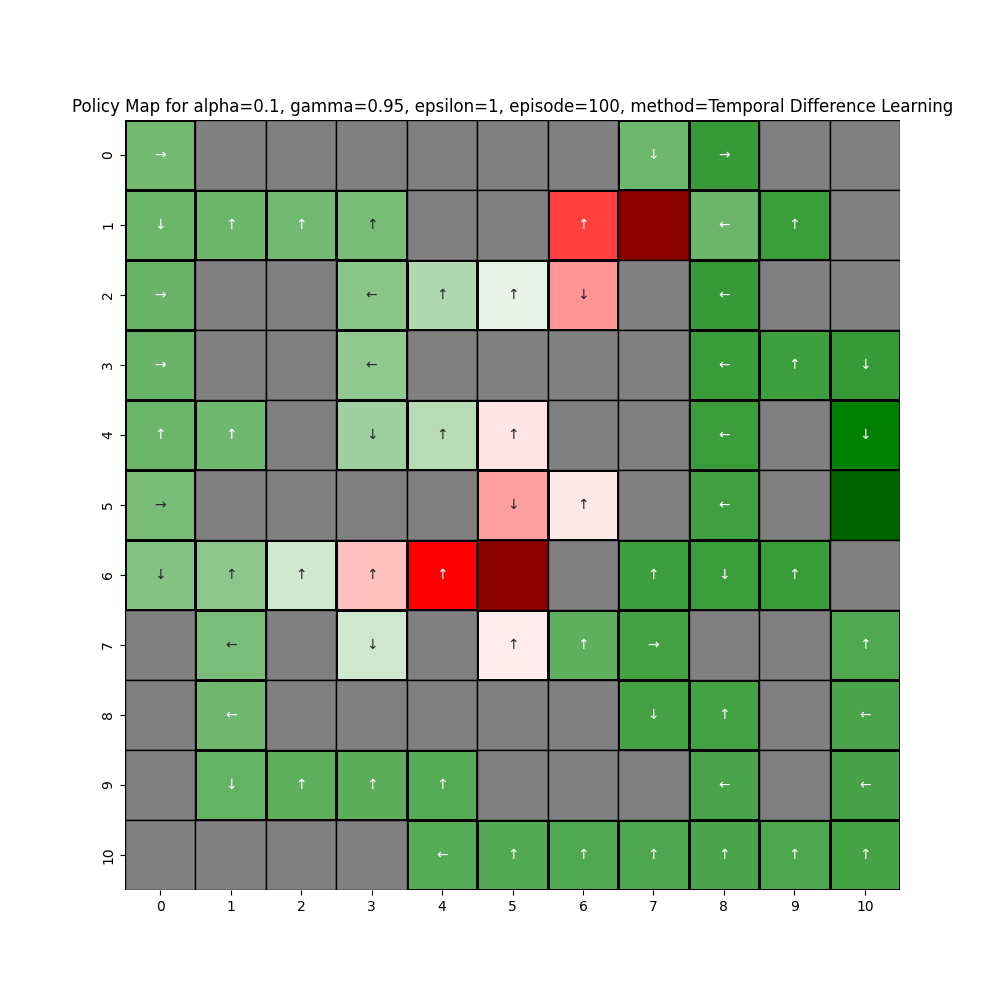 Policy Map for alpha=0.1, gamma=0.95, epsilon=1, episode=100, method=Temporal Difference Learning
0 → ↓ →
1 ↓ ↑ ↑ ↑ ↑ ← ↑
2 → ← ↑ ↑ ↓ ←
3 → ← ← ↑ ↓
4 ↑ ↑ ↓ ↑ ↑ ← ↓
5 → ↓ ↑ ←
6 ↓ ↑ ↑ ↑ ↑ ↑ ↓ ↑
7 ← ↓ ↑ ↑ → ↑
8 ← ↓ ↑ ←
9 ↓ ↑ ↑ ↑ ← ←
10 ← ↑ ↑ ↑ ↑ ↑ ↑
0 1 2 3 4 5 6 7 8 9 10